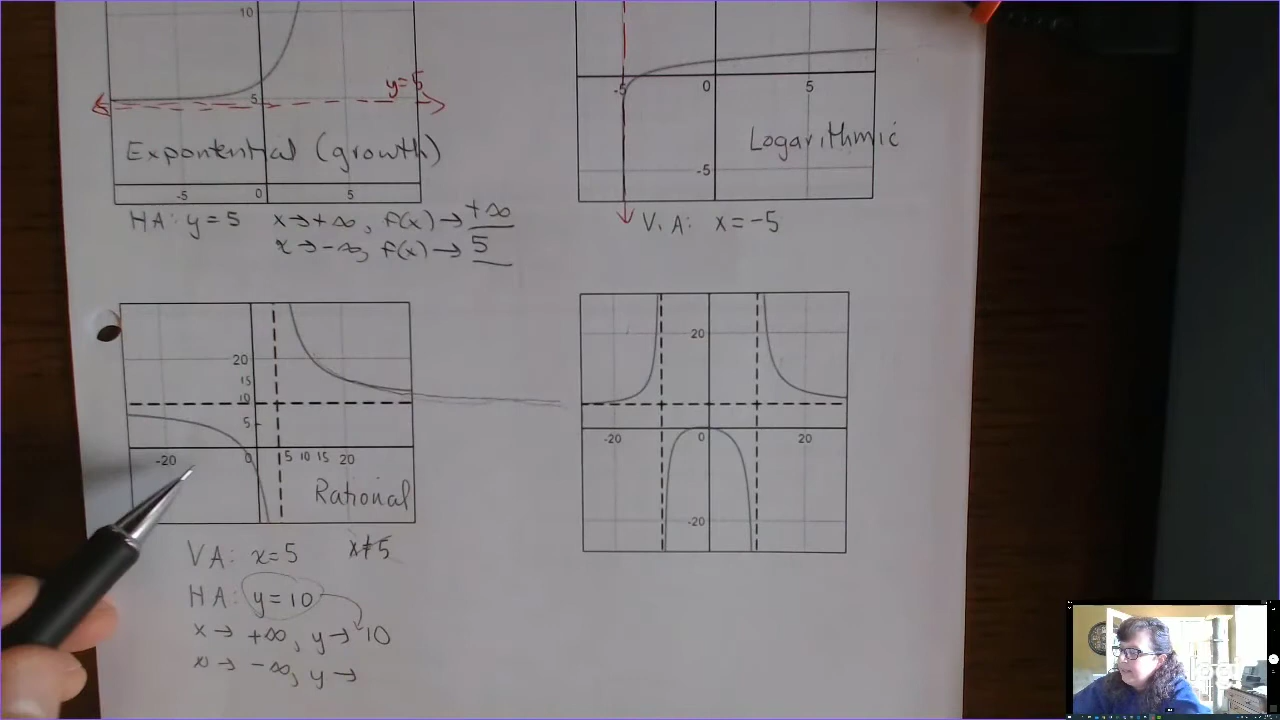 10
y=5
5
Exponential (growth)
-5 0 5
HA: y=5 x→+∞, f(x)→ +∞
x→-∞, f(x)→ 5
-5 0 5
Logarithmic
-5
V.A: x=-5
20
15
10
5
-20 0 5 10 15 20
Rational
VA: x=5 x≠5
HA: y=10
x→ +∞, y→ 10
x→ -∞, y→
20
-20 0 20
-20